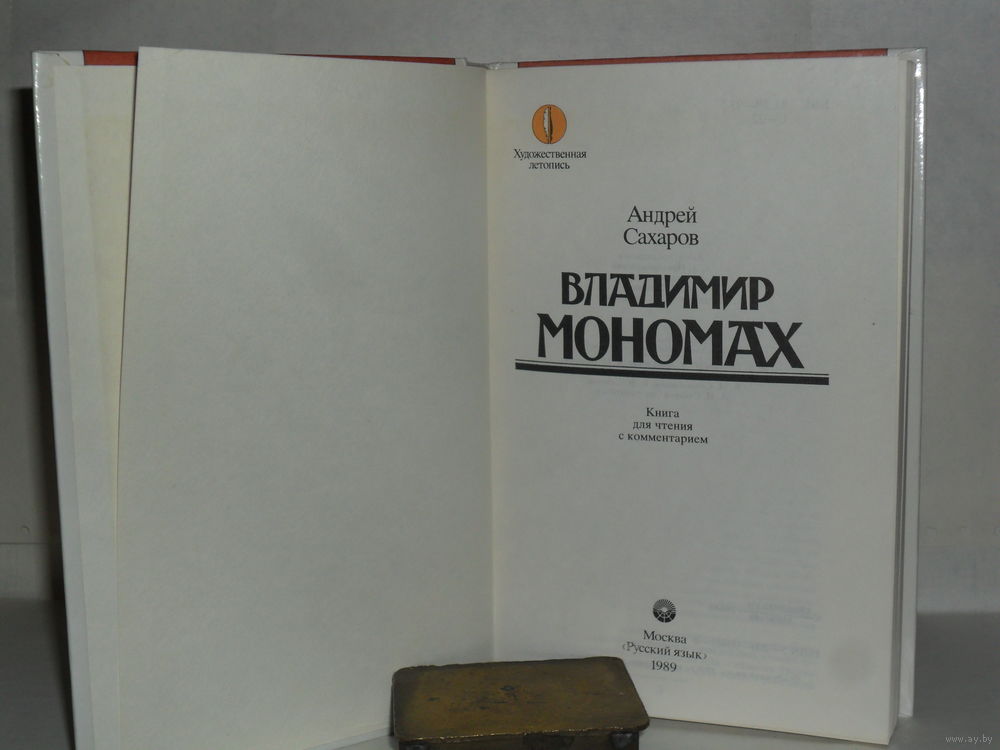 Художественная
летопись
Андрей
Сахаров
ВЛАДИМИР
МОНОМАХ
Книга
для чтения
с комментарием
Москва
‹Русский язык›
1989
www.ay.by